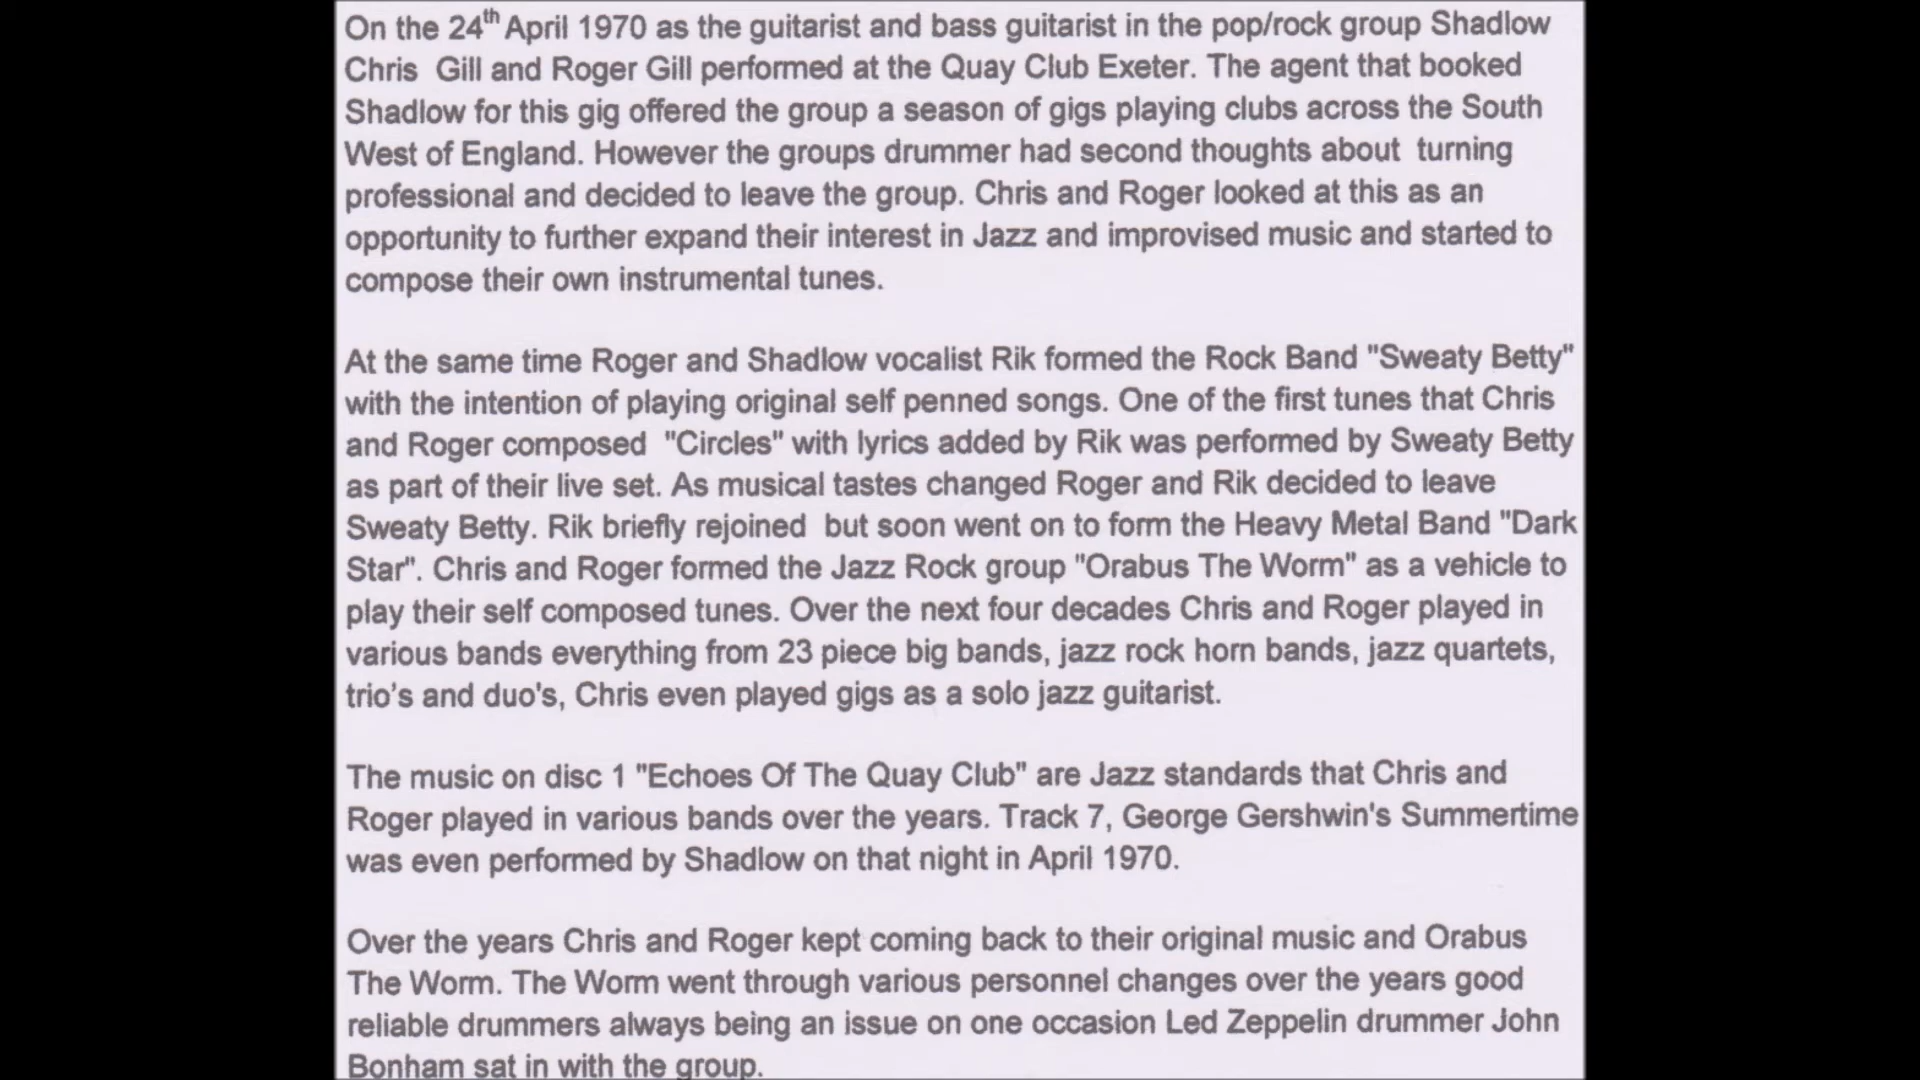 On the 24th April 1970 as the guitarist and bass guitarist in the pop/rock group Shadlow
Chris  Gill and Roger Gill performed at the Quay Club Exeter. The agent that booked
Shadlow for this gig offered the group a season of gigs playing clubs across the South
West of England. However the groups drummer had second thoughts about  turning
professional and decided to leave the group. Chris and Roger looked at this as an
opportunity to further expand their interest in Jazz and improvised music and started to
compose their own instrumental tunes.
At the same time Roger and Shadlow vocalist Rik formed the Rock Band "Sweaty Betty"
with the intention of playing original self penned songs. One of the first tunes that Chris
and Roger composed  "Circles" with lyrics added by Rik was performed by Sweaty Betty
as part of their live set. As musical tastes changed Roger and Rik decided to leave
Sweaty Betty. Rik briefly rejoined  but soon went on to form the Heavy Metal Band "Dark
Star". Chris and Roger formed the Jazz Rock group "Orabus The Worm" as a vehicle to
play their self composed tunes. Over the next four decades Chris and Roger played in
various bands everything from 23 piece big bands, jazz rock horn bands, jazz quartets,
trio's and duo's, Chris even played gigs as a solo jazz guitarist.
The music on disc 1 "Echoes Of The Quay Club" are Jazz standards that Chris and
Roger played in various bands over the years. Track 7, George Gershwin's Summertime
was even performed by Shadlow on that night in April 1970.
Over the years Chris and Roger kept coming back to their original music and Orabus
The Worm. The Worm went through various personnel changes over the years good
reliable drummers always being an issue on one occasion Led Zeppelin drummer John
Bonham sat in with the group.